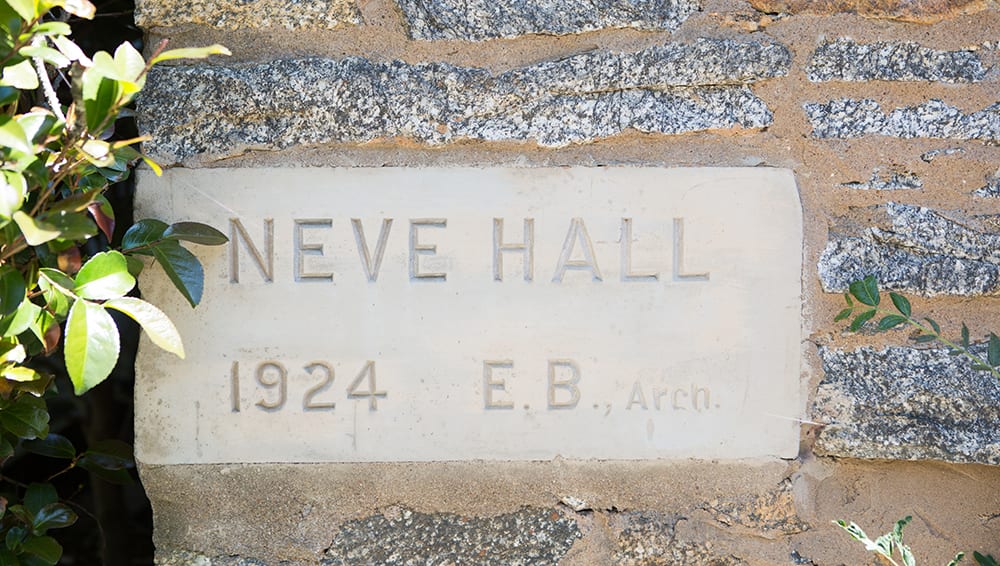 NEVE HALL
1924 E.B., Arch.